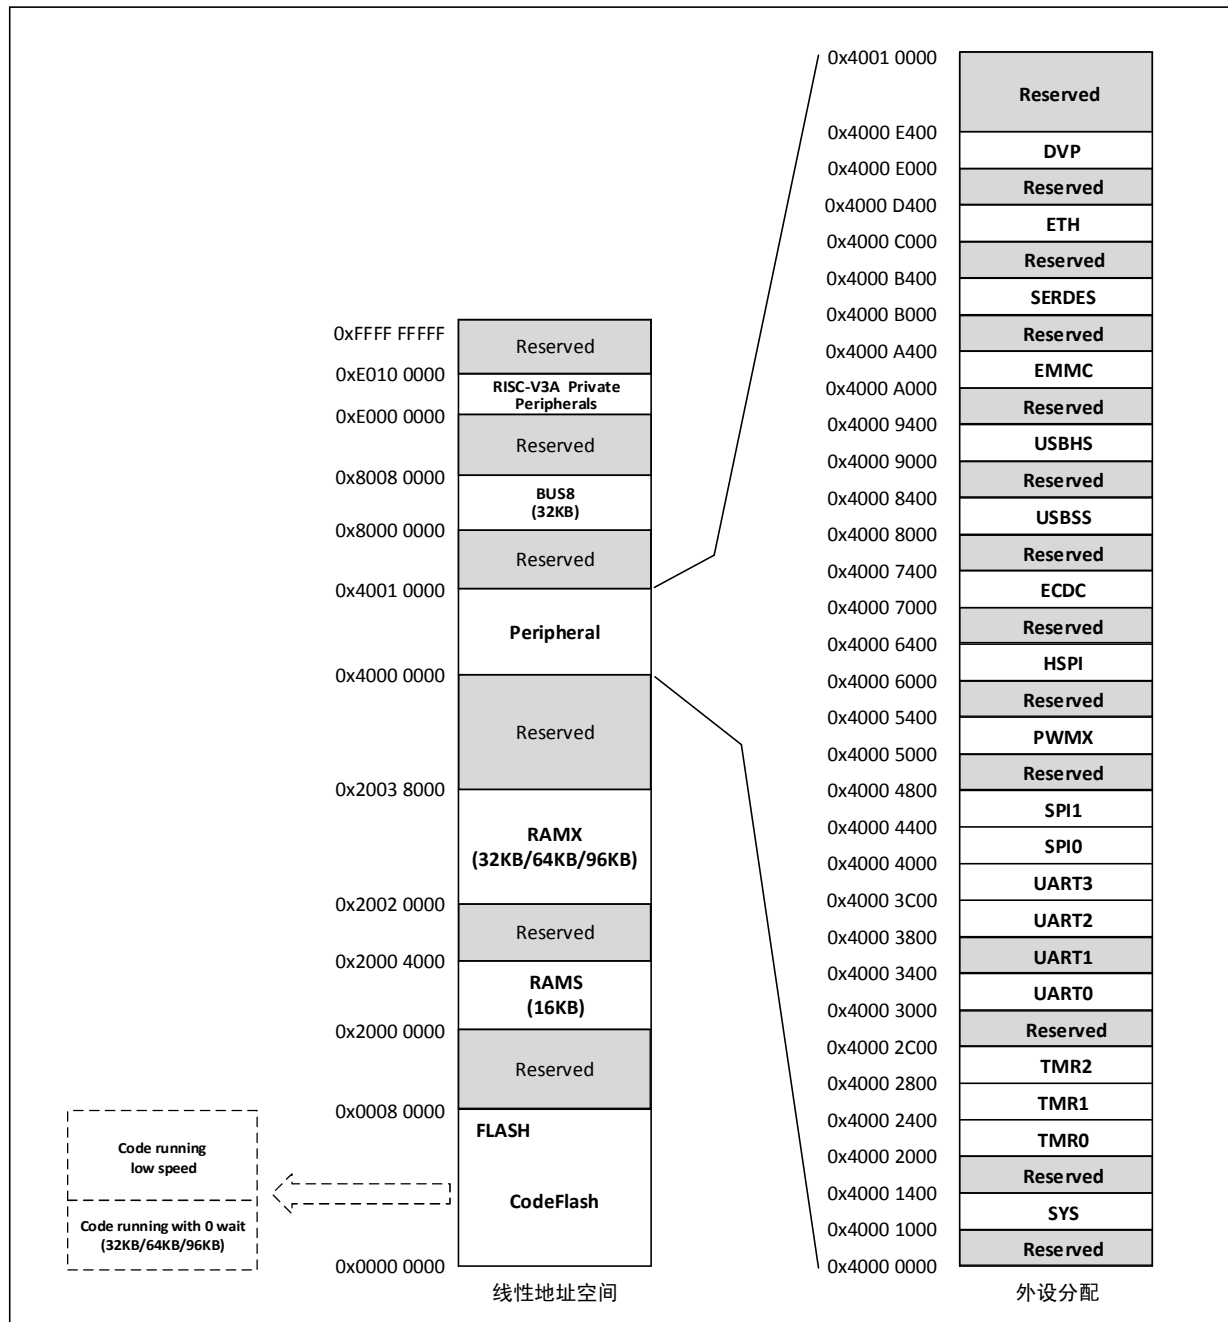 0x4001 0000
Reserved
0x4000 E400
DVP
0x4000 E000
Reserved
0x4000 D400
ETH
0x4000 C000
Reserved
0x4000 B400
SERDES
0x4000 B000
Reserved
0x4000 A400
EMMC
0x4000 A000
Reserved
0x4000 9400
USBHS
0x4000 9000
Reserved
0x4000 8400
USBSS
0x4000 8000
Reserved
0x4000 7400
ECDC
0x4000 7000
Reserved
0x4000 6400
HSPI
0x4000 6000
Reserved
0x4000 5400
PWMX
0x4000 5000
Reserved
0x4000 4800
SPI1
0x4000 4400
SPI0
0x4000 4000
UART3
0x4000 3C00
UART2
0x4000 3800
UART1
0x4000 3400
UART0
0x4000 3000
Reserved
0x4000 2C00
TMR2
0x4000 2800
TMR1
0x4000 2400
TMR0
0x4000 2000
Reserved
0x4000 1400
SYS
0x4000 1000
Reserved
0x4000 0000
外设分配
0xFFFF FFFFF
Reserved
0xE010 0000
RISC-V3A Private
Peripherals
0xE000 0000
Reserved
0x8008 0000
BUS8
(32KB)
0x8000 0000
Reserved
0x4001 0000
Peripheral
0x4000 0000
Reserved
0x2003 8000
RAMX
(32KB/64KB/96KB)
0x2002 0000
Reserved
0x2000 4000
RAMS
(16KB)
0x2000 0000
Reserved
0x0008 0000
FLASH
CodeFlash
0x0000 0000
线性地址空间
Code running
low speed
Code running with 0 wait
(32KB/64KB/96KB)